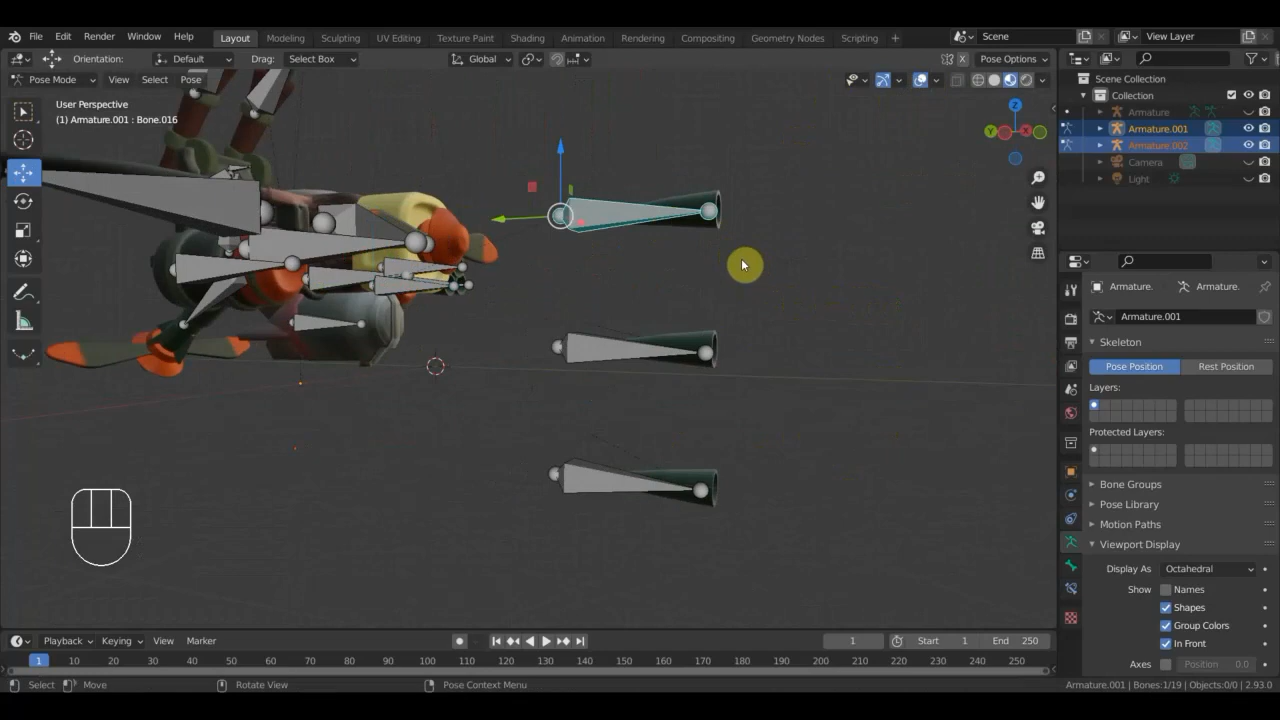 File Edit Render Window Help Layout Modeling Sculpting UV Editing Texture Paint Shading Animation Rendering Compositing Geometry Nodes Scripting + Scene View Layer
Orientation: Default Drag: Select Box Global Pose Options
Pose Mode View Select Pose
User Perspective
(1) Armature.001 : Bone.016
Z
Y
X
Scene Collection
Collection
Armature
Armature.001
Armature.002
Camera
Light
Armature. Armature.
Armature.001
Skeleton
Pose Position Rest Position
Layers:
Protected Layers:
Bone Groups
Pose Library
Motion Paths
Viewport Display
Display As Octahedral
Show Names
Shapes
Group Colors
In Front
Axes Position 0.0
Playback Keying View Marker 1 Start 1 End 250
1 10 20 30 40 50 60 70 80 90 100 110 120 130 140 150 160 170 180 190 200 210 220 230 240 250
Select Move Rotate View Pose Context Menu Armature.001 | Bones:1/19 | Objects:0/0 | 2.93.0